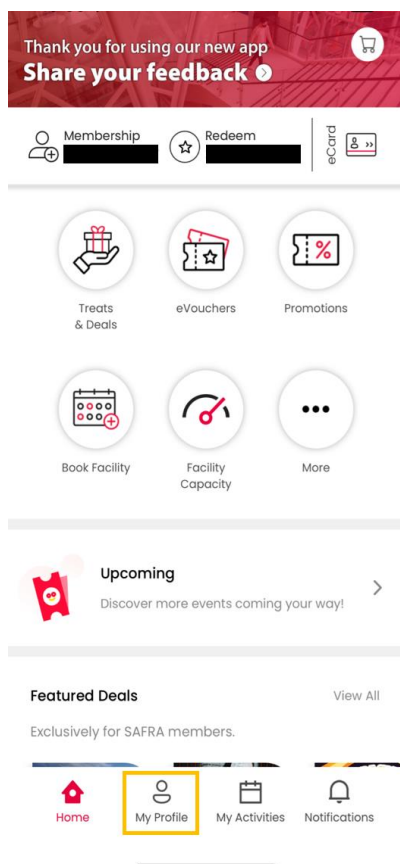 Thank you for using our new app
Share your feedback
Membership
Redeem
eCard
Treats
& Deals
eVouchers
Promotions
Book Facility
Facility
Capacity
More
Upcoming
Discover more events coming your way!
Featured Deals
View All
Exclusively for SAFRA members.
Home
My Profile
My Activities
Notifications